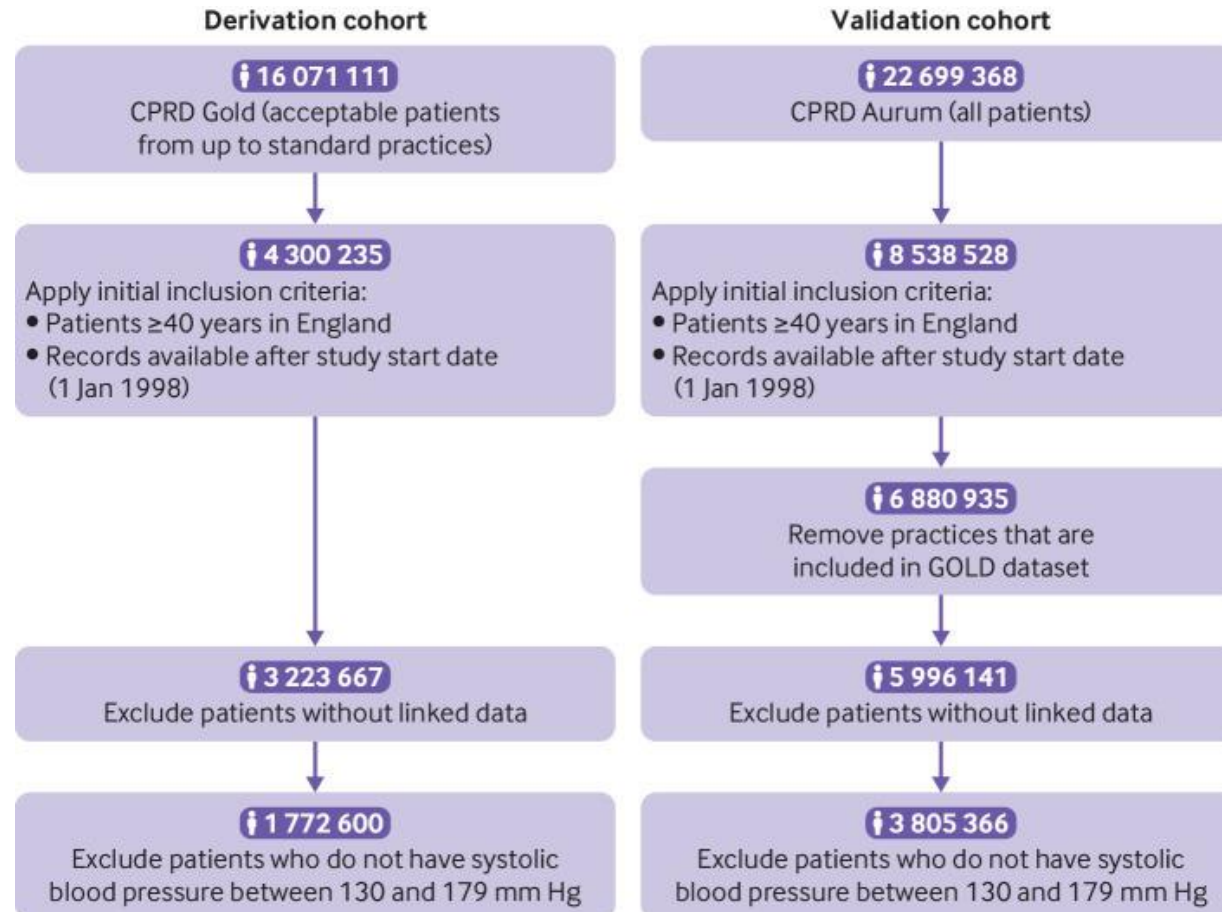 Derivation cohort
16 071 111
CPRD Gold (acceptable patients
from up to standard practices)
4 300 235
Apply initial inclusion criteria:
• Patients ≥40 years in England
• Records available after study start date
(1 Jan 1998)
3 223 667
Exclude patients without linked data
1 772 600
Exclude patients who do not have systolic
blood pressure between 130 and 179 mm Hg
Validation cohort
22 699 368
CPRD Aurum (all patients)
8 538 528
Apply initial inclusion criteria:
• Patients ≥40 years in England
• Records available after study start date
(1 Jan 1998)
6 880 935
Remove practices that are
included in GOLD dataset
5 996 141
Exclude patients without linked data
3 805 366
Exclude patients who do not have systolic
blood pressure between 130 and 179 mm Hg